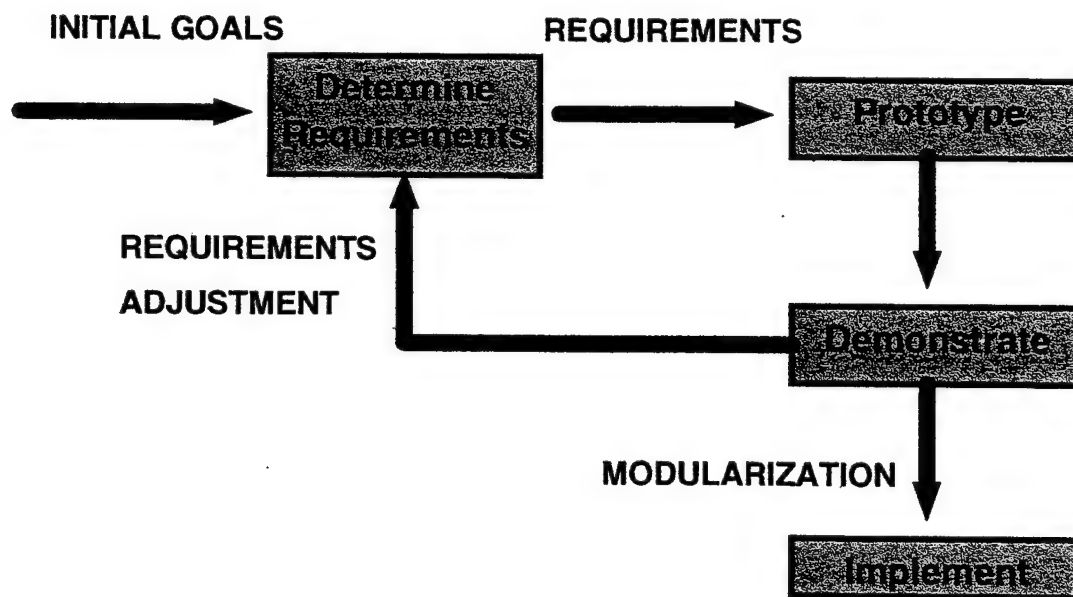 INITIAL GOALS
REQUIREMENTS
Determine
Requirements
Prototype
REQUIREMENTS
ADJUSTMENT
Demonstrate
MODULARIZATION
Implement